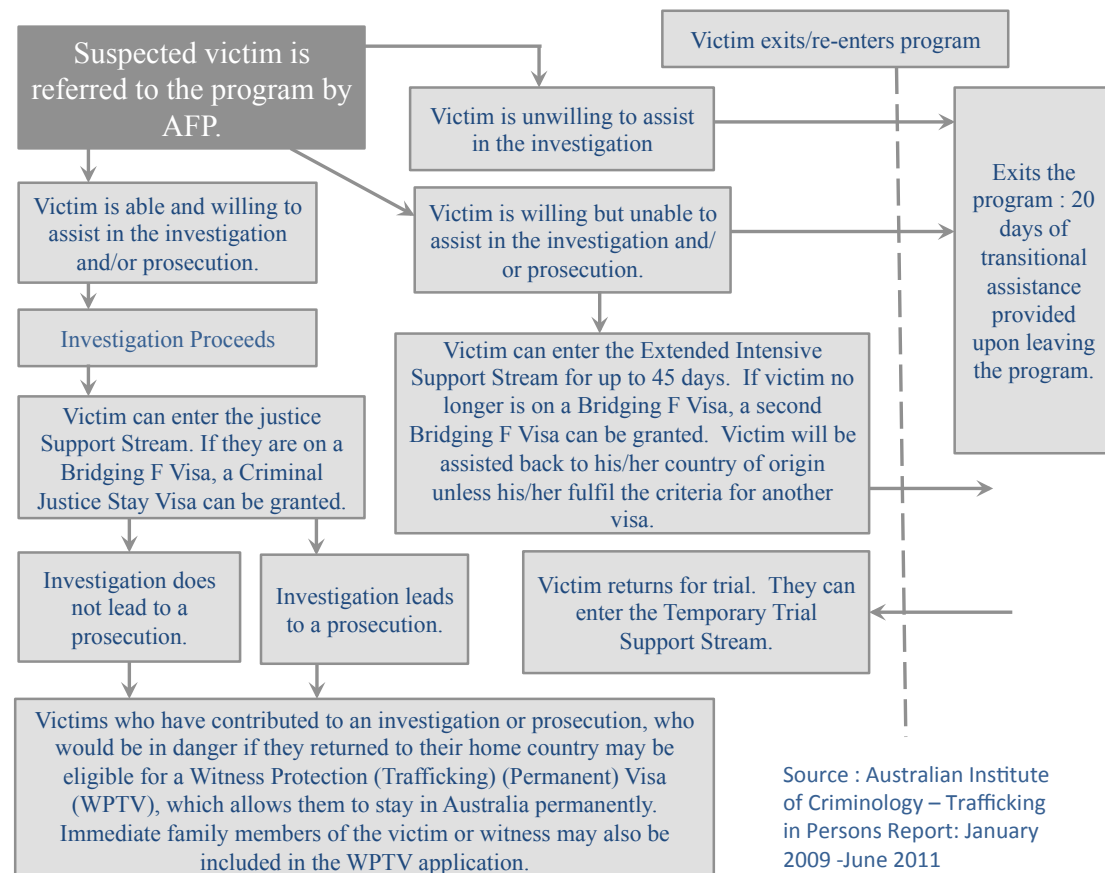 Suspected victim is
referred to the program by
AFP.
Victim exits/re-enters program
Victim is unwilling to assist
in the investigation
Exits the
program : 20
days of
transitional
assistance
provided
upon leaving
the program.
Victim is able and willing to
assist in the investigation
and/or prosecution.
Victim is willing but unable to
assist in the investigation and/
or prosecution.
Investigation Proceeds
Victim can enter the Extended Intensive
Support Stream for up to 45 days.  If victim no
longer is on a Bridging F Visa, a second
Bridging F Visa can be granted.  Victim will be
assisted back to his/her country of origin
unless his/her fulfil the criteria for another
visa.
Victim can enter the justice
Support Stream. If they are on a
Bridging F Visa, a Criminal
Justice Stay Visa can be granted.
Investigation does
not lead to a
prosecution.
Investigation leads
to a prosecution.
Victim returns for trial.  They can
enter the Temporary Trial
Support Stream.
Victims who have contributed to an investigation or prosecution, who
would be in danger if they returned to their home country may be
eligible for a Witness Protection (Trafficking) (Permanent) Visa
(WPTV), which allows them to stay in Australia permanently.
Immediate family members of the victim or witness may also be
included in the WPTV application.
Source : Australian Institute
of Criminology – Trafficking
in Persons Report: January
2009 -June 2011